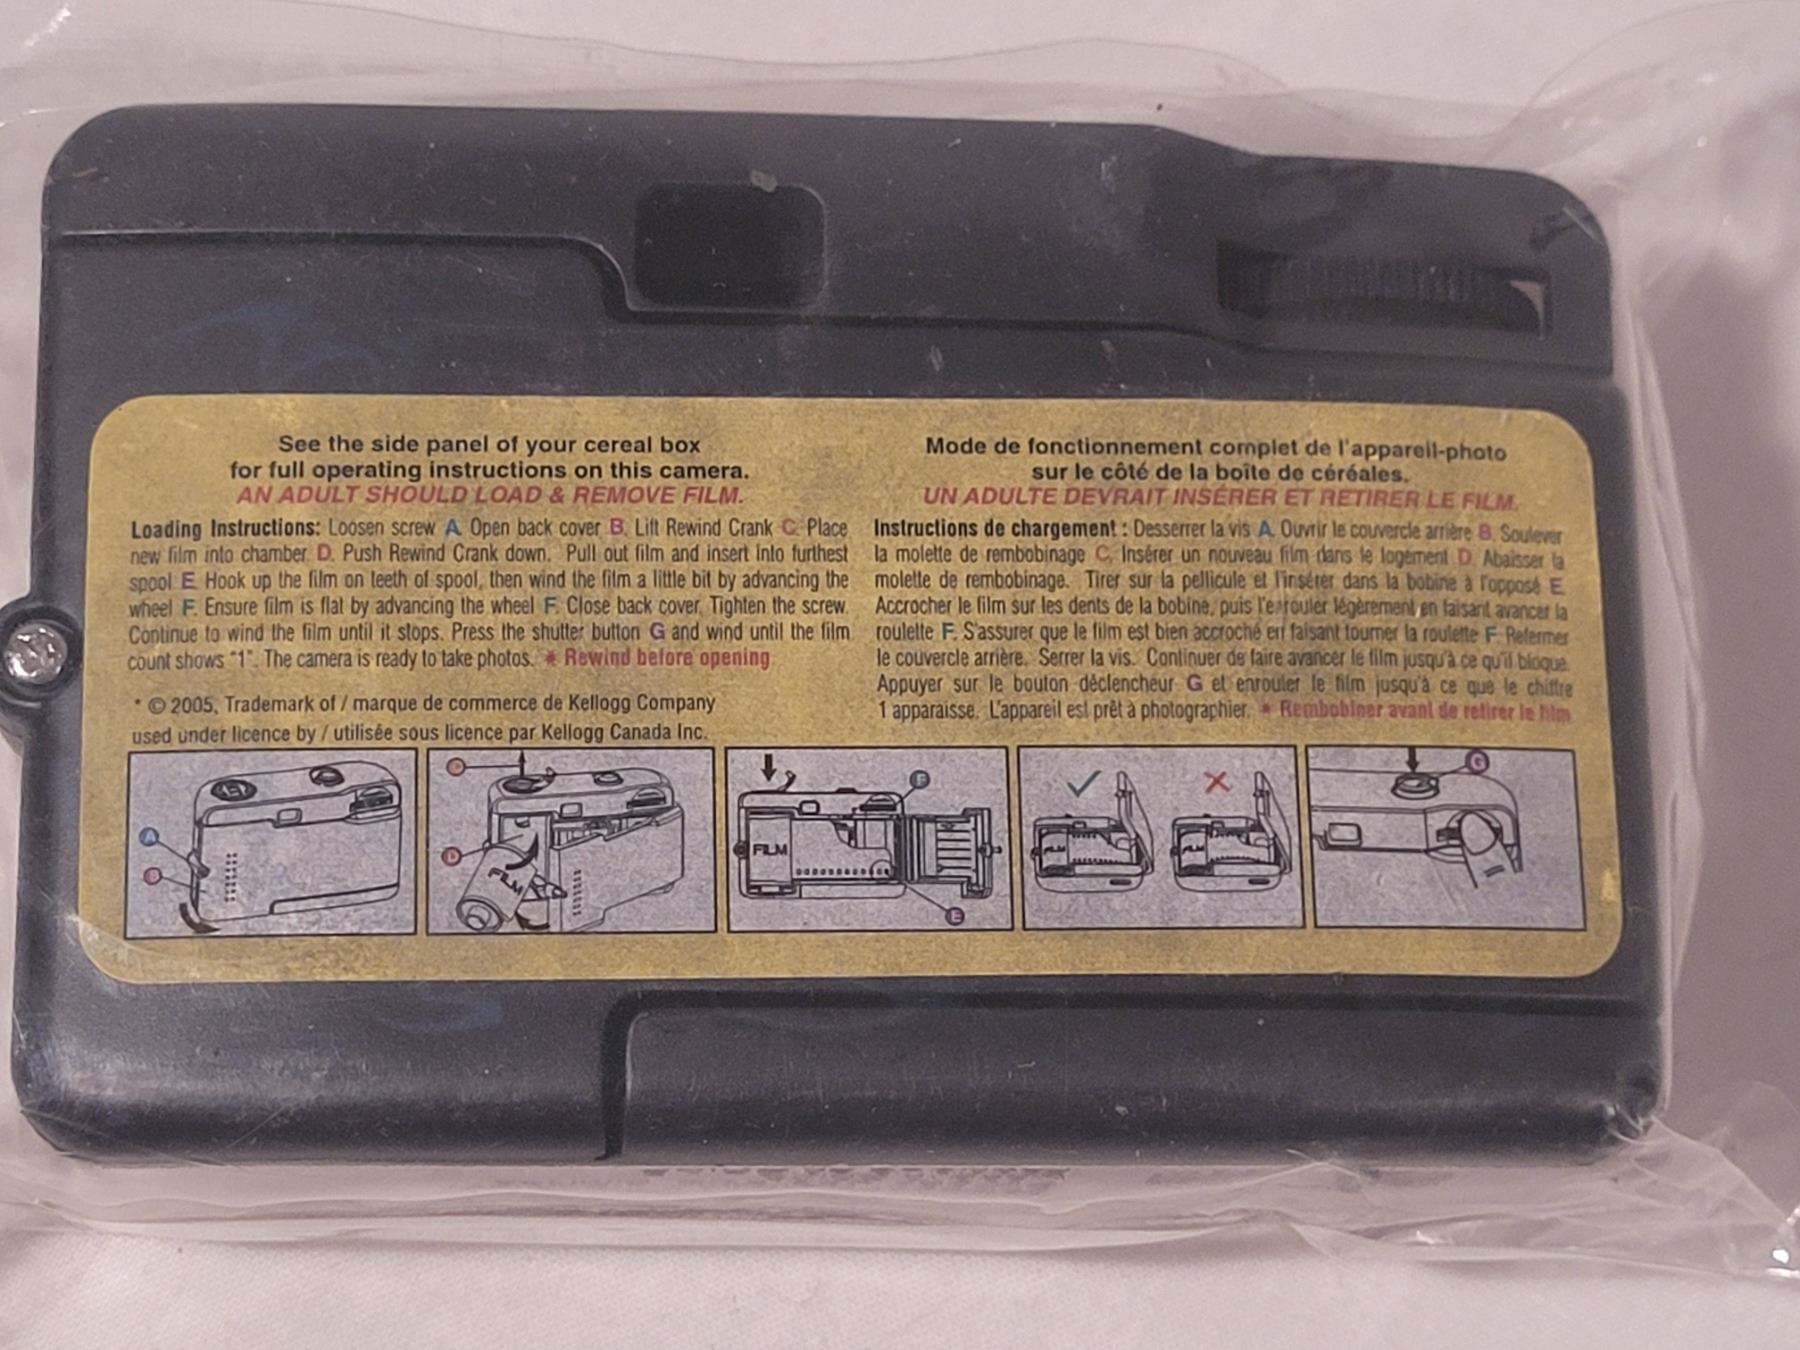 See the side panel of your cereal box
for full operating instructions on this camera.
AN ADULT SHOULD LOAD & REMOVE FILM.
Loading Instructions: Loosen screw A. Open back cover B. Lift Rewind Crank C. Place
new film into chamber D. Push Rewind Crank down. Pull out film and insert into furthest
spool E. Hook up the film on teeth of spool, then wind the film a little bit by advancing the
wheel F. Ensure film is flat by advancing the wheel F. Close back cover. Tighten the screw.
Continue to wind the film until it stops. Press the shutter button G and wind until the film
count shows "1". The camera is ready to take photos. * Rewind before opening
* © 2005, Trademark of / marque de commerce de Kellogg Company
used under licence by / utilisée sous licence par Kellogg Canada Inc.
Mode de fonctionnement complet de l'appareil-photo
sur le côté de la boîte de céréales.
UN ADULTE DEVRAIT INSÉRER ET RETIRER LE FILM.
Instructions de chargement : Desserrer la vis A. Ouvrir le couvercle arrière B. Soulever
la molette de rembobinage C. Insérer un nouveau film dans le logement D. Abaisser la
molette de rembobinage. Tirer sur la pellicule et l'insérer dans la bobine à l'opposé E.
Accrocher le film sur les dents de la bobine, puis l'enrouler légèrement en faisant avancer la
roulette F. S'assurer que le film est bien accroché en faisant tourner la roulette F. Refermer
le couvercle arrière. Serrer la vis. Continuer de faire avancer le film jusqu'à ce qu'il bloque.
Appuyer sur le bouton déclencheur G et enrouler le film jusqu'à ce que le chiffre
1 apparaisse. L'appareil est prêt à photographier. * Rembobiner avant de retirer le film
A
B
C
D
FILM
F
FILM
E
FILM
FILM
G